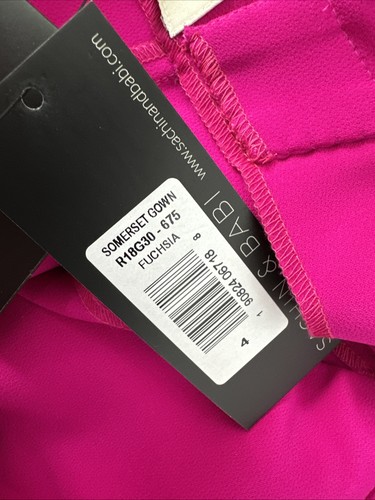 www.sachinandbabi.com
SOMERSET GOWN
R18G30 - 675
FUCHSIA
8
1 90824 06718
4
SACHIN & BABI